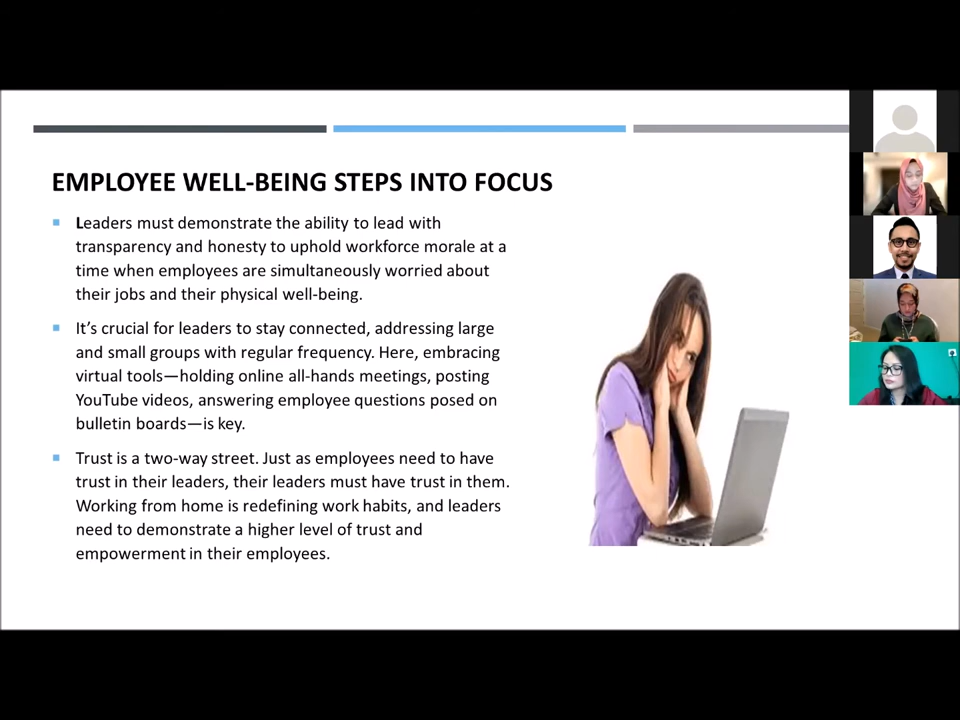 EMPLOYEE WELL-BEING STEPS INTO FOCUS
Leaders must demonstrate the ability to lead with
transparency and honesty to uphold workforce morale at a
time when employees are simultaneously worried about
their jobs and their physical well-being.
It's crucial for leaders to stay connected, addressing large
and small groups with regular frequency. Here, embracing
virtual tools—holding online all-hands meetings, posting
YouTube videos, answering employee questions posed on
bulletin boards—is key.
Trust is a two-way street. Just as employees need to have
trust in their leaders, their leaders must have trust in them.
Working from home is redefining work habits, and leaders
need to demonstrate a higher level of trust and
empowerment in their employees.